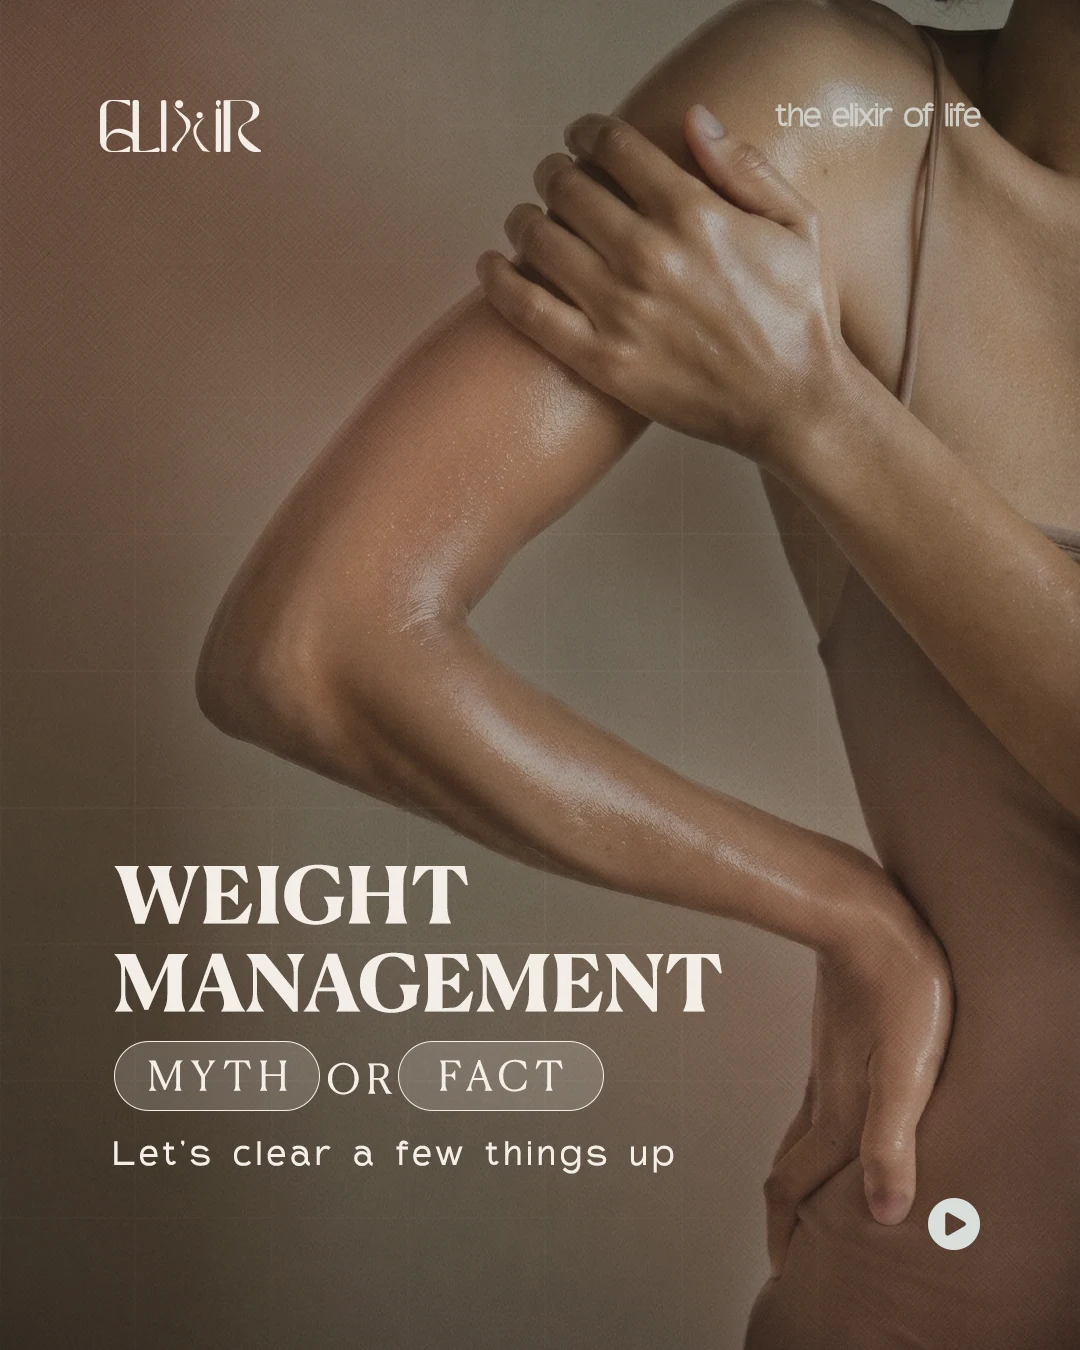 ELIXIR
the elixir of life
WEIGHT
MANAGEMENT
MYTH OR FACT
Let's clear a few things up